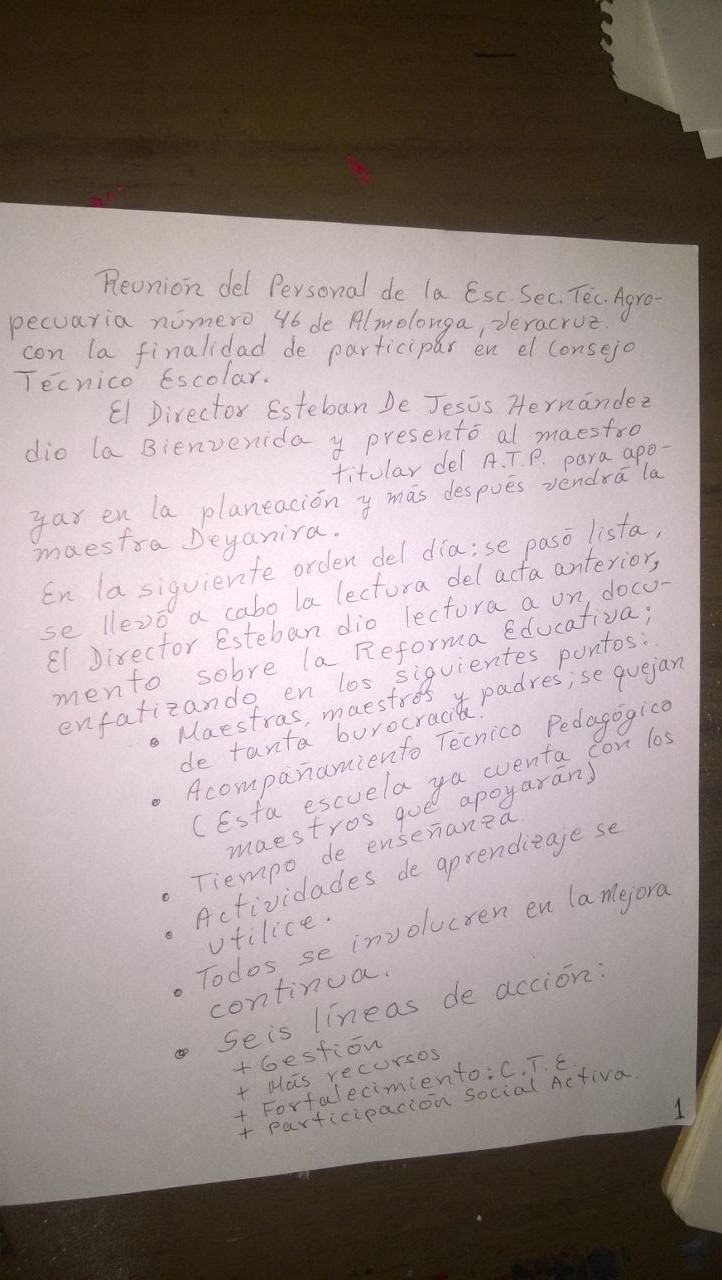 Reunión del Personal de la Esc. Sec. Téc. Agro-
pecuaria número 46 de Almolonga, Veracruz.
con la finalidad de participar en el Consejo
Técnico Escolar.
El Director Esteban De Jesús Hernández
dio la Bienvenida y presentó al maestro
titular del A.T.P. para apo-
yar en la planeación y más después vendrá la
maestra Deyanira.
En la siguiente orden del día: se pasó lista,
se llevó a cabo la lectura del acta anterior,
El Director Esteban dio lectura a un docu-
mento sobre la Reforma Educativa;
enfatizando en los siguientes puntos:
• Maestras, maestros y padres; se quejan
de tanta burocracia.
• Acompañamiento Técnico Pedagógico
(Esta escuela ya cuenta con los
maestros que apoyarán)
• Tiempo de enseñanza.
• Actividades de aprendizaje se
utilice.
• Todos se involucren en la mejora
continua.
• Seis líneas de acción:
+ Gestión
+ Más recursos
+ Fortalecimiento: C.T.E.
+ Participación Social Activa
1